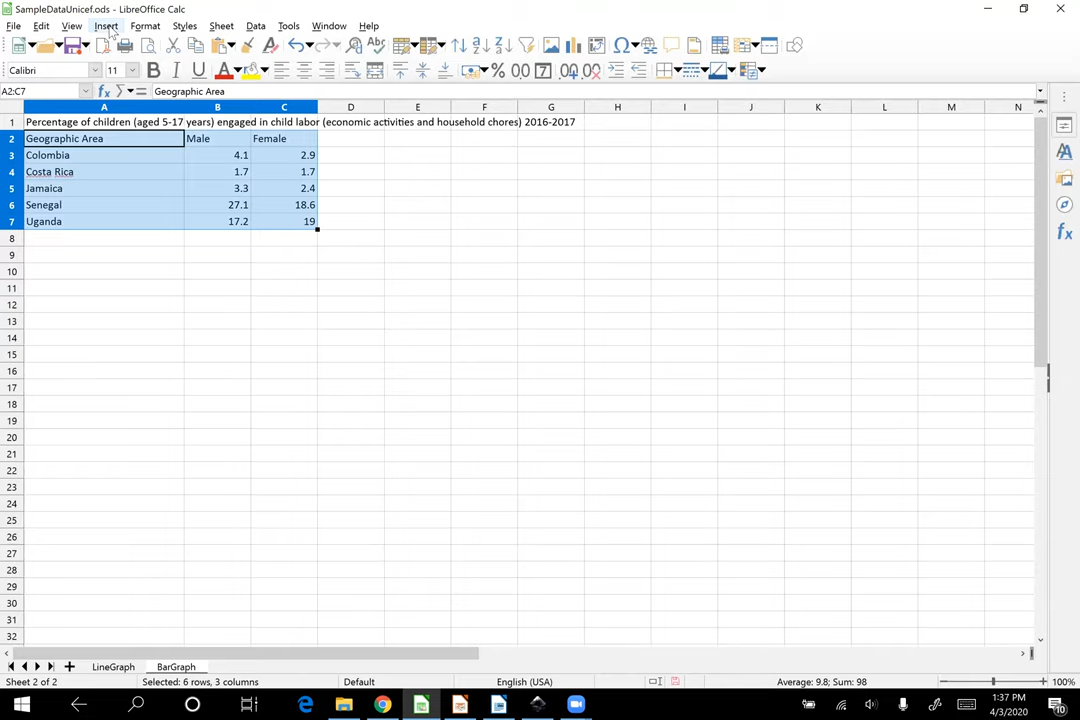 SampleDataUnicef.ods - LibreOffice Calc
File Edit View Insert Format Styles Sheet Data Tools Window Help
Calibri 11
A2:C7 Geographic Area
A B C D E F G H I J K L M N
1 Percentage of children (aged 5-17 years) engaged in child labor (economic activities and household chores) 2016-2017
2 Geographic Area Male Female
3 Colombia 4.1 2.9
4 Costa Rica 1.7 1.7
5 Jamaica 3.3 2.4
6 Senegal 27.1 18.6
7 Uganda 17.2 19
8
9
10
11
12
13
14
15
16
17
18
19
20
21
22
23
24
25
26
27
28
29
30
31
32
LineGraph BarGraph
Sheet 2 of 2 Selected: 6 rows, 3 columns Default English (USA) Average: 9.8; Sum: 98 100%
1:37 PM
4/3/2020 10